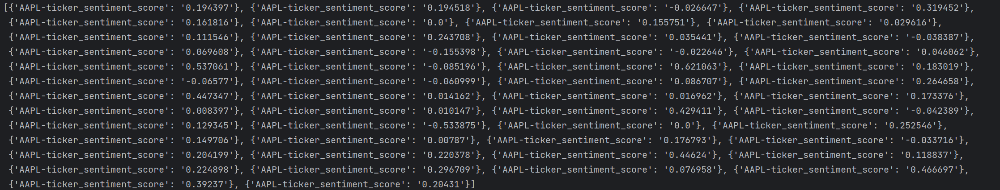 [{'AAPL-ticker_sentiment_score': '0.194397'}, {'AAPL-ticker_sentiment_score': '0.194518'}, {'AAPL-ticker_sentiment_score': '-0.026647'}, {'AAPL-ticker_sentiment_score': '0.319452'},
{'AAPL-ticker_sentiment_score': '0.161816'}, {'AAPL-ticker_sentiment_score': '0.0'}, {'AAPL-ticker_sentiment_score': '0.155751'}, {'AAPL-ticker_sentiment_score': '0.029616'},
{'AAPL-ticker_sentiment_score': '0.111546'}, {'AAPL-ticker_sentiment_score': '0.243708'}, {'AAPL-ticker_sentiment_score': '0.035441'}, {'AAPL-ticker_sentiment_score': '-0.038387'},
{'AAPL-ticker_sentiment_score': '0.069608'}, {'AAPL-ticker_sentiment_score': '-0.155398'}, {'AAPL-ticker_sentiment_score': '-0.022646'}, {'AAPL-ticker_sentiment_score': '0.046062'},
{'AAPL-ticker_sentiment_score': '0.537061'}, {'AAPL-ticker_sentiment_score': '-0.085196'}, {'AAPL-ticker_sentiment_score': '0.621063'}, {'AAPL-ticker_sentiment_score': '0.183019'},
{'AAPL-ticker_sentiment_score': '-0.06577'}, {'AAPL-ticker_sentiment_score': '-0.060999'}, {'AAPL-ticker_sentiment_score': '0.086707'}, {'AAPL-ticker_sentiment_score': '0.264658'},
{'AAPL-ticker_sentiment_score': '0.447347'}, {'AAPL-ticker_sentiment_score': '0.014162'}, {'AAPL-ticker_sentiment_score': '0.016962'}, {'AAPL-ticker_sentiment_score': '0.173376'},
{'AAPL-ticker_sentiment_score': '0.008397'}, {'AAPL-ticker_sentiment_score': '0.010147'}, {'AAPL-ticker_sentiment_score': '0.429411'}, {'AAPL-ticker_sentiment_score': '-0.042389'},
{'AAPL-ticker_sentiment_score': '0.129345'}, {'AAPL-ticker_sentiment_score': '-0.533875'}, {'AAPL-ticker_sentiment_score': '0.0'}, {'AAPL-ticker_sentiment_score': '0.252546'},
{'AAPL-ticker_sentiment_score': '0.149706'}, {'AAPL-ticker_sentiment_score': '0.00787'}, {'AAPL-ticker_sentiment_score': '0.176793'}, {'AAPL-ticker_sentiment_score': '-0.033716'},
{'AAPL-ticker_sentiment_score': '0.204199'}, {'AAPL-ticker_sentiment_score': '0.220378'}, {'AAPL-ticker_sentiment_score': '0.44624'}, {'AAPL-ticker_sentiment_score': '0.118837'},
{'AAPL-ticker_sentiment_score': '0.224898'}, {'AAPL-ticker_sentiment_score': '0.296709'}, {'AAPL-ticker_sentiment_score': '0.076958'}, {'AAPL-ticker_sentiment_score': '0.466697'},
{'AAPL-ticker_sentiment_score': '0.39237'}, {'AAPL-ticker_sentiment_score': '0.20431'}]